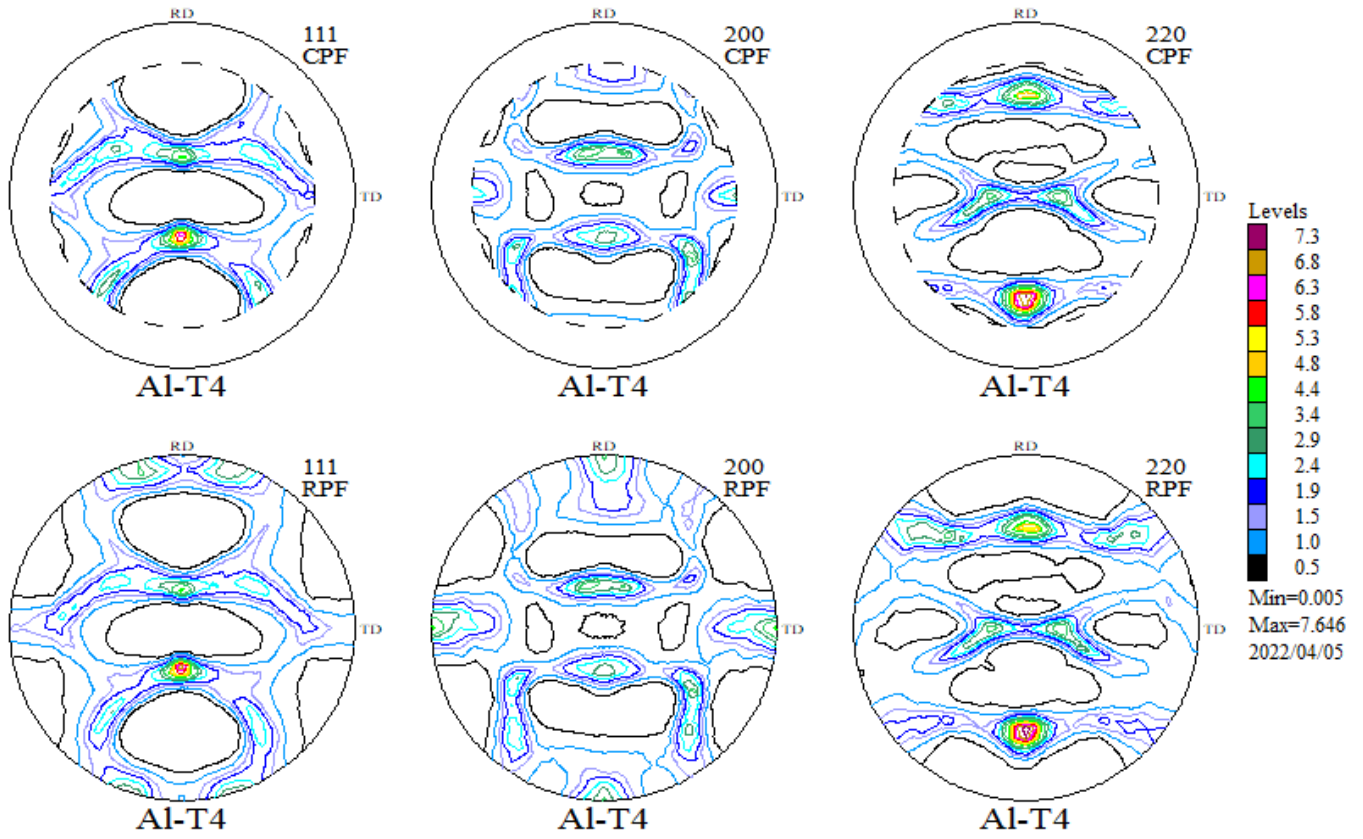 RD
111
CPF
TD
Al-T4
RD
200
CPF
TD
Al-T4
RD
220
CPF
TD
Al-T4
Levels
7.3
6.8
6.3
5.8
5.3
4.8
4.4
3.4
2.9
2.4
1.9
1.5
1.0
0.5
Min=0.005
Max=7.646
2022/04/05
RD
111
RPF
TD
Al-T4
RD
200
RPF
TD
Al-T4
RD
220
RPF
TD
Al-T4